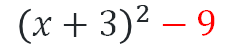 (x + 3)² − 9